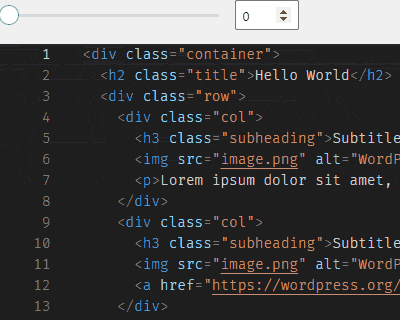 0
1 <div class="container">
2 <h2 class="title">Hello World</h2>
3 <div class="row">
4 <div class="col">
5 <h3 class="subheading">Subtitle
6 <img src="image.png" alt="WordP
7 <p>Lorem ipsum dolor sit amet,
8 </div>
9 <div class="col">
10 <h3 class="subheading">Subtitle
11 <img src="image.png" alt="WordP
12 <a href="https://wordpress.org/
13 </div>